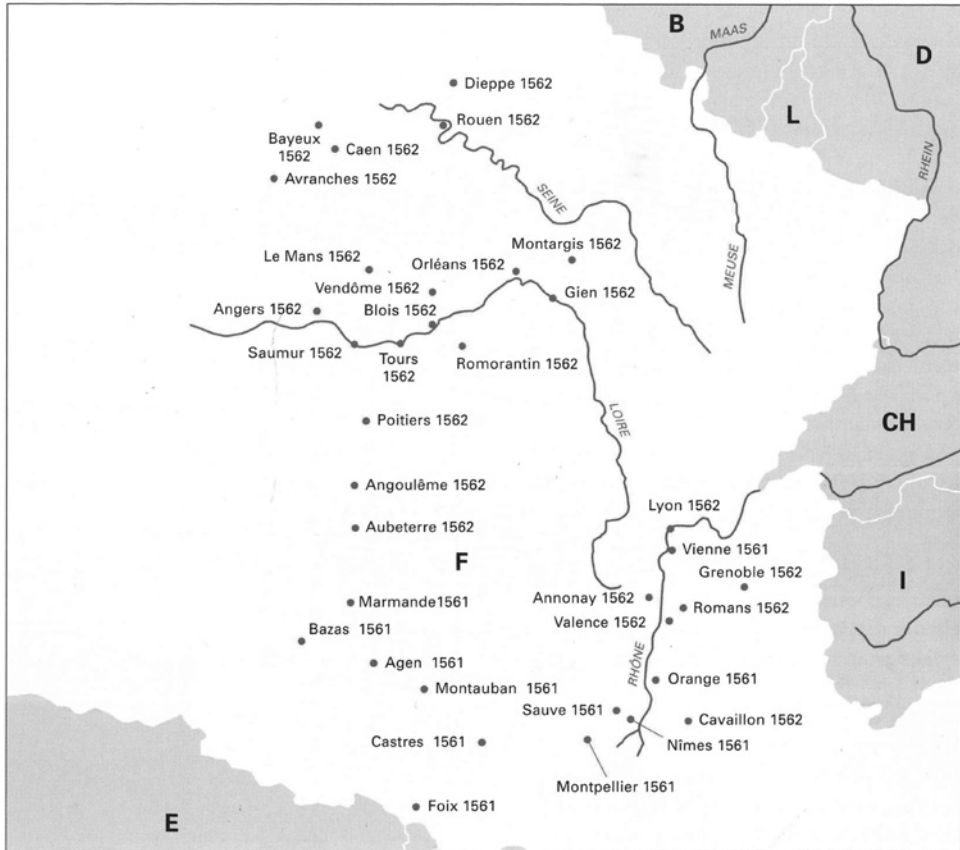 B
MAAS
D
Dieppe 1562
L
Rouen 1562
Bayeux
1562
Caen 1562
RHEIN
Avranches 1562
SEINE
Montargis 1562
MEUSE
Le Mans 1562
Orléans 1562
Vendôme 1562
Gien 1562
Angers 1562
Blois 1562
Saumur 1562
Tours
1562
Romorantin 1562
LOIRE
Poitiers 1562
CH
Angoulême 1562
Lyon 1562
Aubeterre 1562
Vienne 1561
F
Grenoble 1562
I
Annonay 1562
Marmande1561
Romans 1562
Valence 1562
Bazas 1561
RHÔNE
Agen 1561
Orange 1561
Montauban 1561
Sauve 1561
Cavaillon 1562
Castres 1561
Nîmes 1561
Montpellier 1561
Foix 1561
E